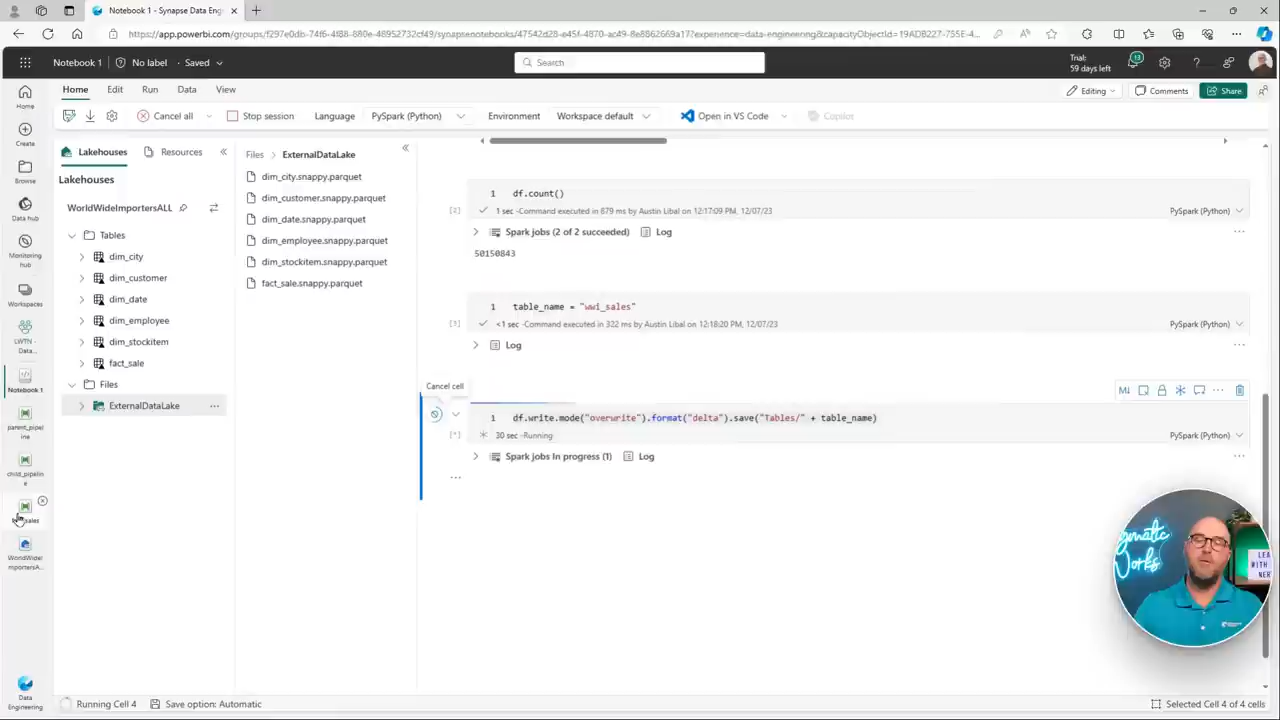 Notebook 1 - Synapse Data Eng
https://app.powerbi.com/groups/f297e0db-74f6-4f88-880e-48952732cf49/synapsenotebooks/47542d28-e45f-4870-ac49-8e8862669a17?experience=data-engineering&capacityObjectId=19ADB227-755E-4...
Notebook 1
No label
Saved
Search
Trial:
59 days left
13
Home
Edit
Run
Data
View
Editing
Comments
Share
Cancel all
Stop session
Language
PySpark (Python)
Environment
Workspace default
Open in VS Code
Copilot
Home
Create
Browse
Data hub
Monitoring
hub
Workspaces
LWTN -
Data...
Notebook 1
parent_pipel
ine
child_pipelin
e
WorldWide
ImportersA...
Data
Engineering
Lakehouses
Resources
Lakehouses
WorldWideImportersALL
Tables
dim_city
dim_customer
dim_date
dim_employee
dim_stockitem
fact_sale
Files
ExternalDataLake
Files > ExternalDataLake
dim_city.snappy.parquet
dim_customer.snappy.parquet
dim_date.snappy.parquet
dim_employee.snappy.parquet
dim_stockitem.snappy.parquet
fact_sale.snappy.parquet
1 df.count()
[2]
1 sec -Command executed in 879 ms by Austin Libal on 12:17:09 PM, 12/07/23
PySpark (Python)
Spark jobs (2 of 2 succeeded)
Log
50150843
1 table_name = "wwi_sales"
[3]
<1 sec -Command executed in 322 ms by Austin Libal on 12:18:20 PM, 12/07/23
PySpark (Python)
Log
Cancel cell
M↓
1 df.write.mode("overwrite").format("delta").save("Tables/" + table_name)
[*]
30 sec -Running
PySpark (Python)
Spark jobs In progress (1)
Log
Running Cell 4
Save option: Automatic
Selected Cell 4 of 4 cells